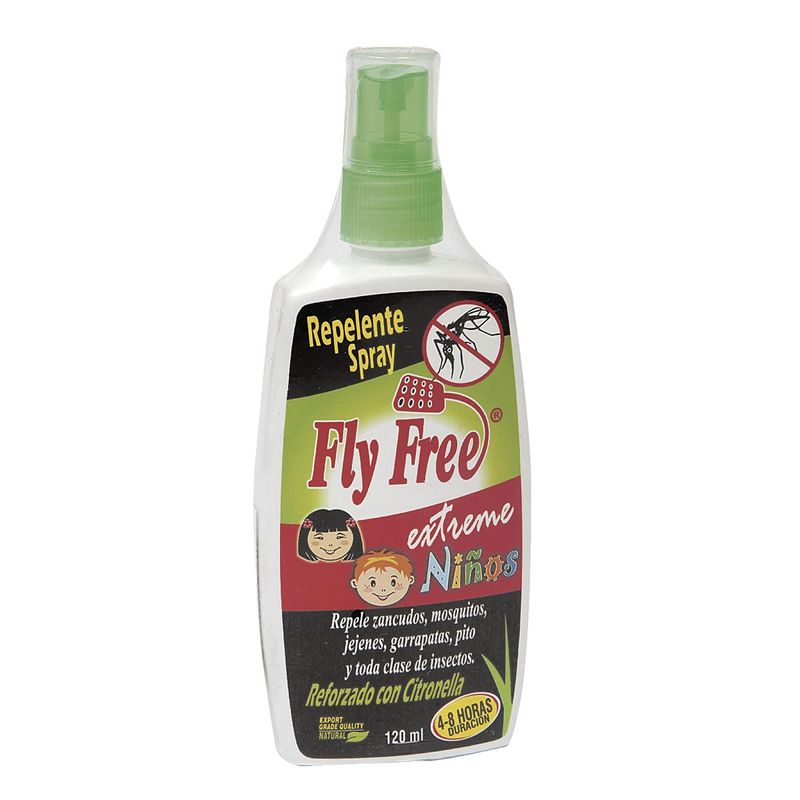 Repelente
Spray
Fly Free®
extreme
Niños
Repele zancudos, mosquitos,
jejenes, garrapatas, pito
y toda clase de insectos.
Reforzado con Citronella
EXPORT
GRADE QUALITY
NATURAL
120 ml
4-8 HORAS
DURACIÓN